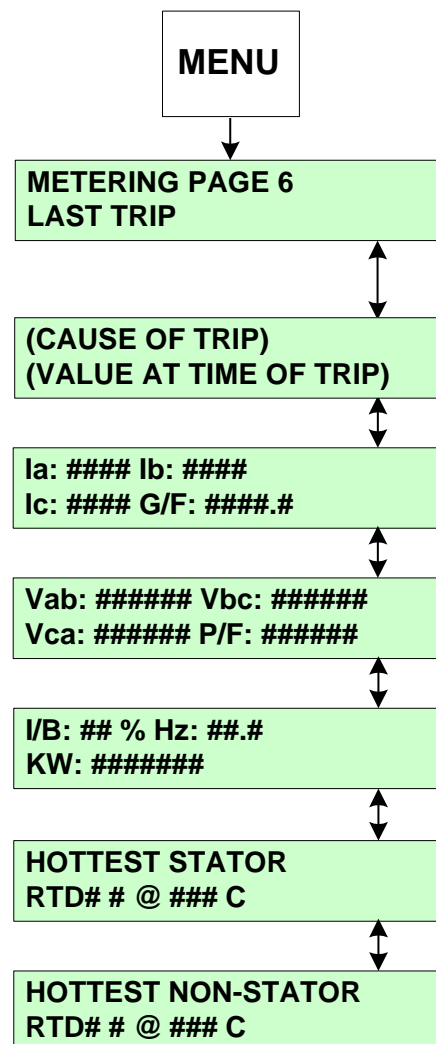 MENU
METERING PAGE 6
LAST TRIP
(CAUSE OF TRIP)
(VALUE AT TIME OF TRIP)
Ia: #### Ib: ####
Ic: #### G/F: ####.#
Vab: ###### Vbc: ######
Vca: ###### P/F: ######
I/B: ## % Hz: ##.#
KW: #######
HOTTEST STATOR
RTD# # @ ### C
HOTTEST NON-STATOR
RTD# # @ ### C